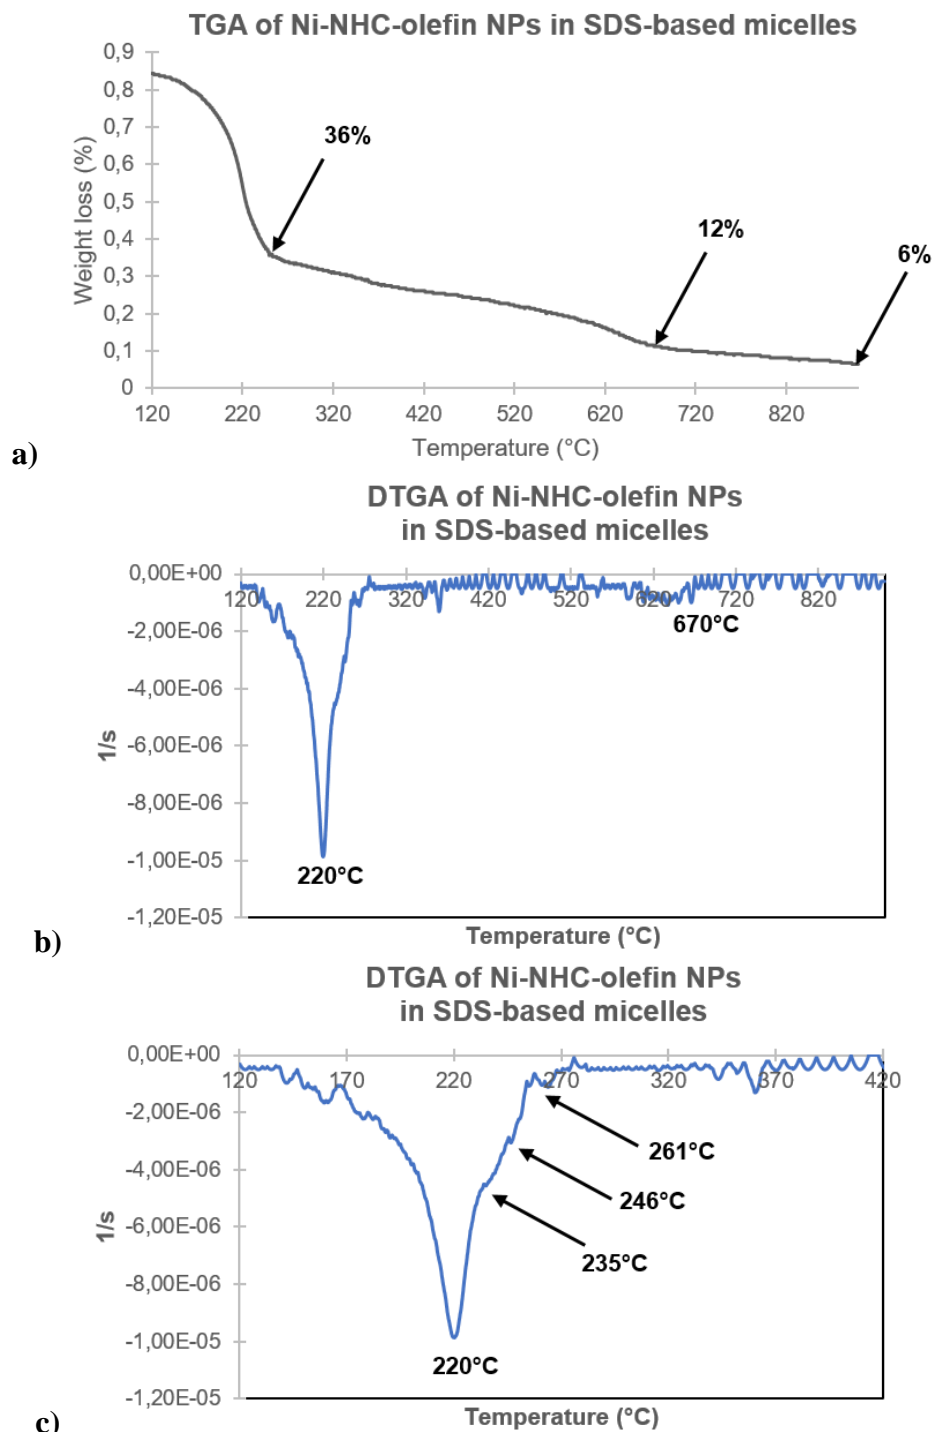 TGA of Ni-NHC-olefin NPs in SDS-based micelles
0,9
0,8
0,7
0,6
0,5
0,4
0,3
0,2
0,1
0
Weight loss (%)
36%
12%
6%
120 220 320 420 520 620 720 820
Temperature (°C)
a)
DTGA of Ni-NHC-olefin NPs
in SDS-based micelles
0,00E+00
120 220 320 420 520 620 720 820
-2,00E-06
-4,00E-06
-6,00E-06
-8,00E-06
-1,00E-05
-1,20E-05
1/s
670°C
220°C
Temperature (°C)
b)
DTGA of Ni-NHC-olefin NPs
in SDS-based micelles
0,00E+00
120 170 220 270 320 370 420
-2,00E-06
-4,00E-06
-6,00E-06
-8,00E-06
-1,00E-05
-1,20E-05
1/s
261°C
246°C
235°C
220°C
Temperature (°C)
c)